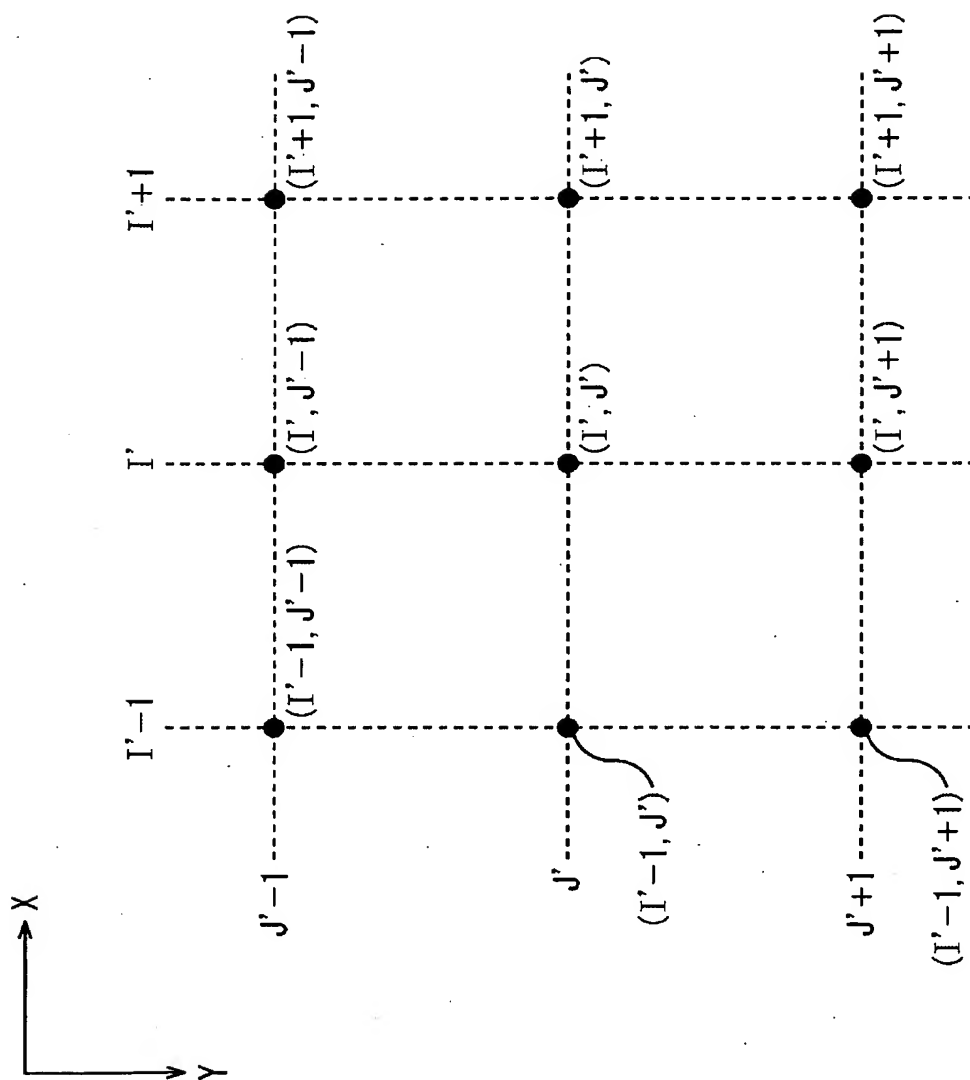 X
Y
I'-1
I'
I'+1
J'-1
(I'-1, J'-1)
(I', J'-1)
(I'+1, J'-1)
J'
(I'-1, J')
(I', J')
(I'+1, J')
J'+1
(I'-1, J'+1)
(I', J'+1)
(I'+1, J'+1)